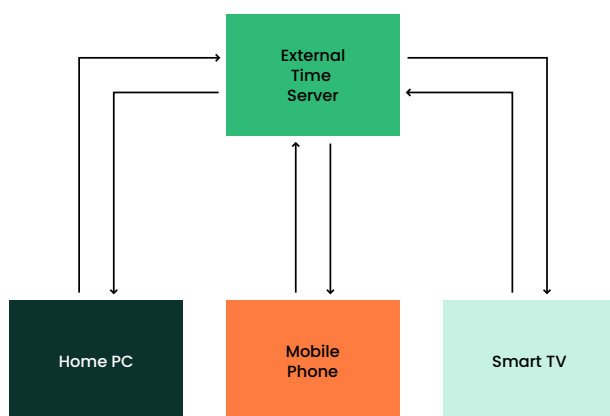 External
Time
Server
Home PC
Mobile
Phone
Smart TV